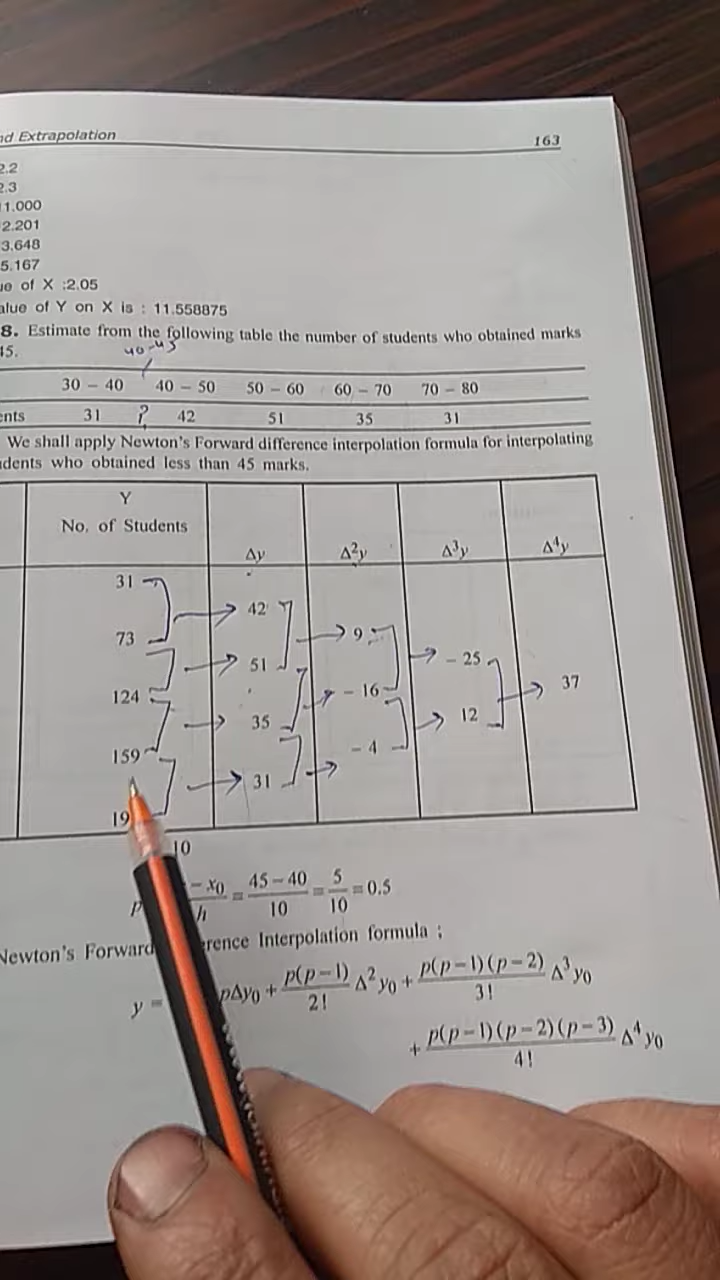 nd Extrapolation 163
2.2
2.3
11.000
2.201
3.648
5.167
ue of X :2.05
alue of Y on X is : 11.558875
8. Estimate from the following table the number of students who obtained marks
45.
40-45
30 – 40 40 – 50 50 – 60 60 – 70 70 – 80
ents 31 ? 42 51 35 31
We shall apply Newton's Forward difference interpolation formula for interpolating
dents who obtained less than 45 marks.
Y
No. of Students Δy Δ²y Δ³y Δ⁴y
31
42
73 9
51 – 25
124 – 16 37
35 12
159 – 4
31
19
10
p – x₀ / h = 45 – 40 / 10 = 5 / 10 = 0.5
Newton's Forward rence Interpolation formula ;
y = pΔy₀ + p(p – 1) / 2! Δ²y₀ + p(p – 1)(p – 2) / 3! Δ³y₀
+ p(p – 1)(p – 2)(p – 3) / 4! Δ⁴y₀